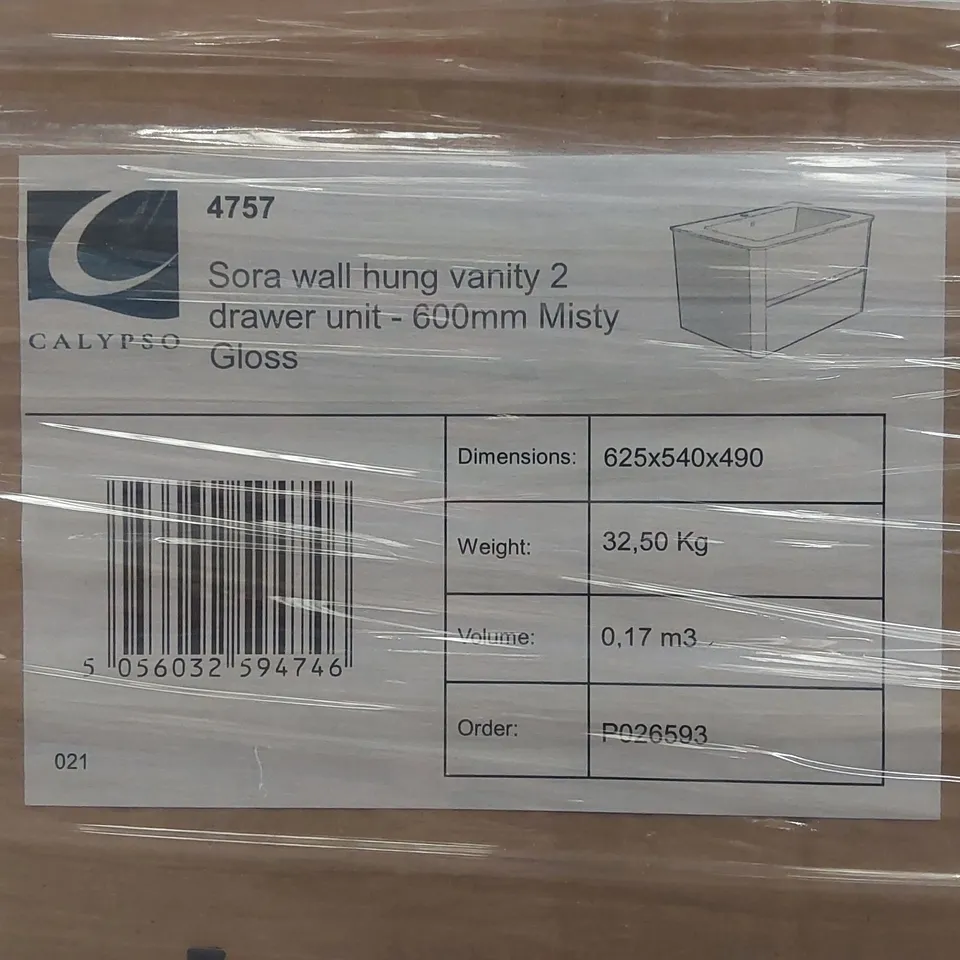 4757
Sora wall hung vanity 2
drawer unit - 600mm Misty
Gloss
CALYPSO
Dimensions: 625x540x490
Weight: 32,50 Kg
Volume: 0,17 m3
Order: P026593
5 056032 594746
021